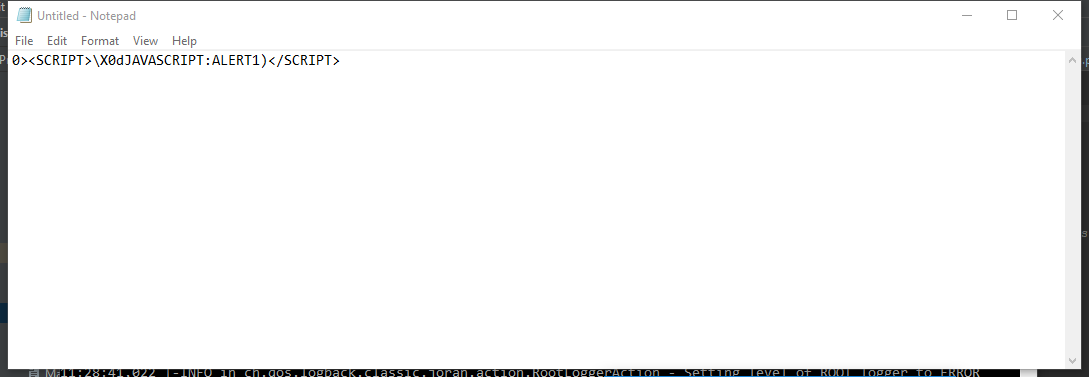 Untitled - Notepad
File Edit Format View Help
0><SCRIPT>\X0dJAVASCRIPT:ALERT1)</SCRIPT>
11:28:41,022 |-INFO in ch.qos.logback.classic.joran.action.RootLoggerAction - Setting level of ROOT logger to ERROR